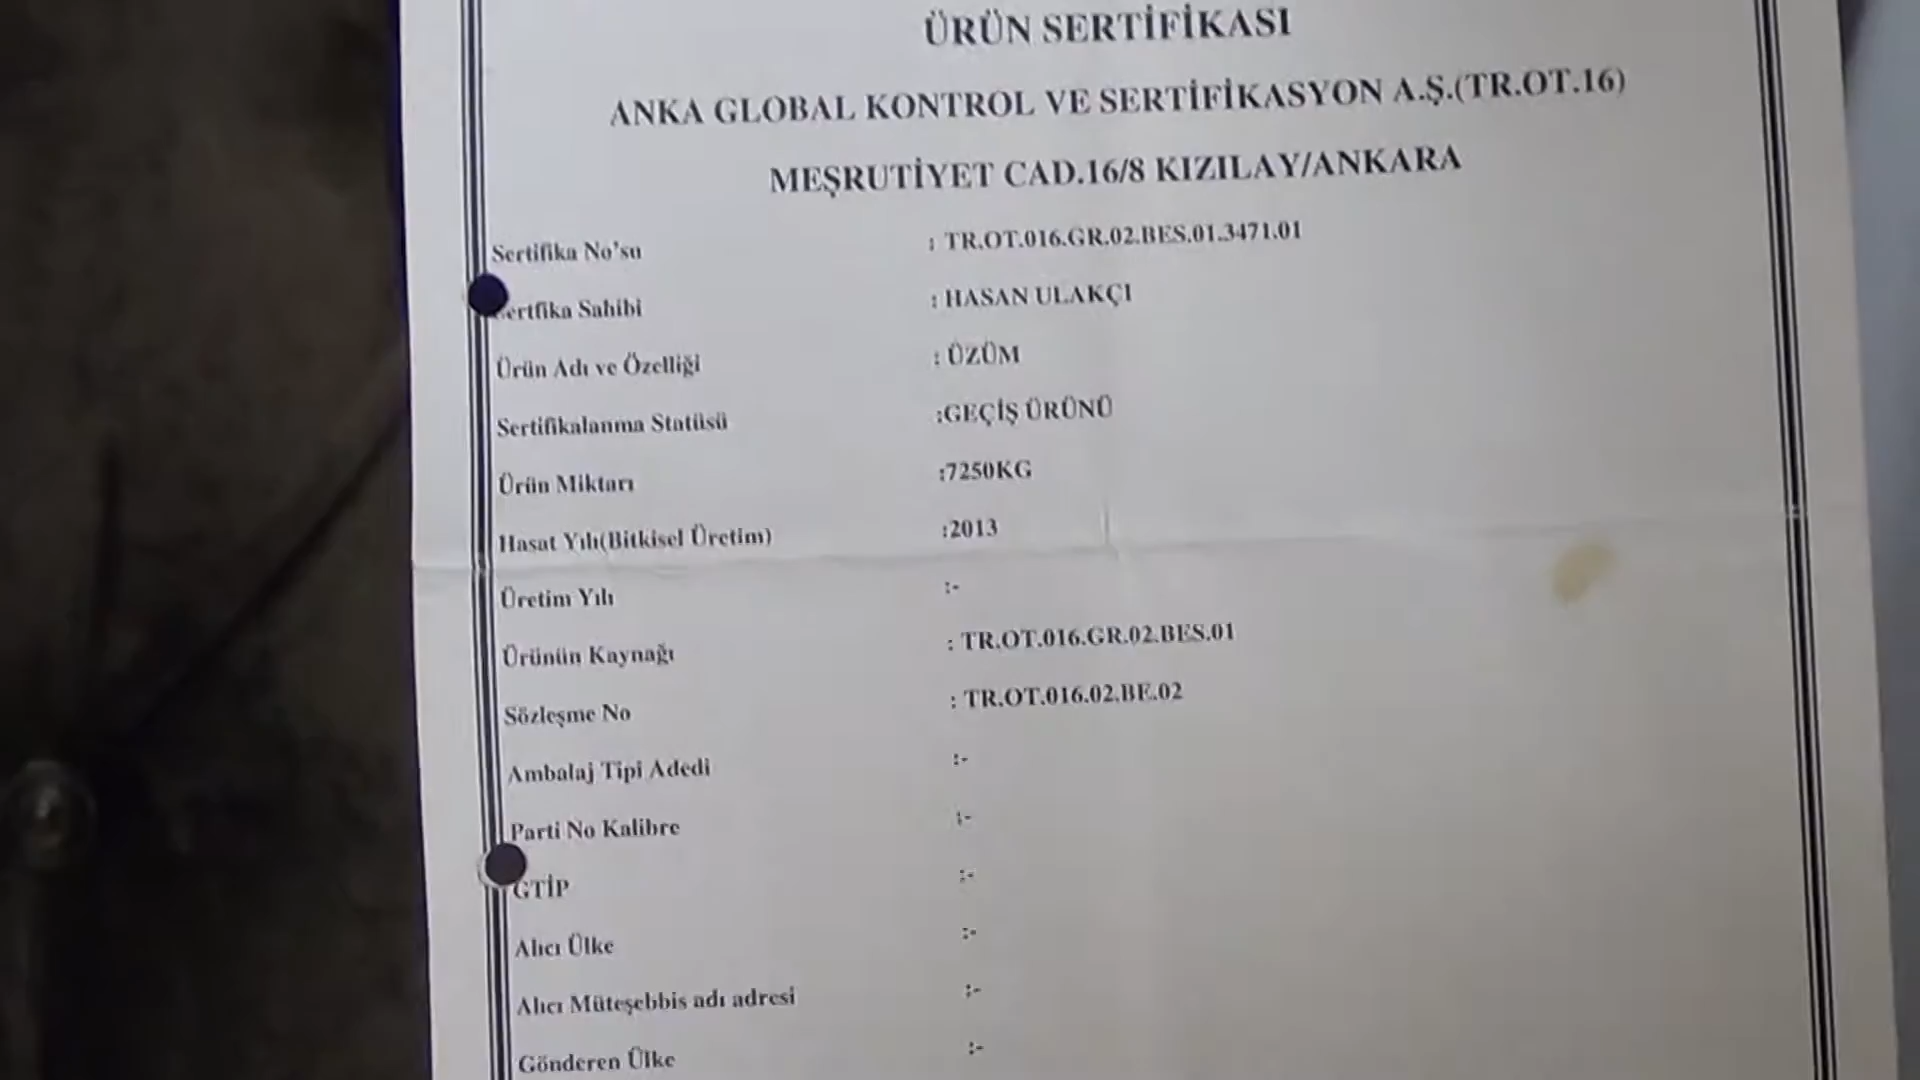 ÜRÜN SERTİFİKASI
ANKA GLOBAL KONTROL VE SERTİFİKASYON A.Ş.(TR.OT.16)
MEŞRUTİYET CAD.16/8 KIZILAY/ANKARA
Sertifika No'su : TR.OT.016.GR.02.BES.01.3471.01
Sertfika Sahibi : HASAN ULAKÇI
Ürün Adı ve Özelliği : ÜZÜM
Sertifikalanma Statüsü :GEÇİŞ ÜRÜNÜ
Ürün Miktarı :7250KG
Hasat Yılı(Bitkisel Üretim) :2013
Üretim Yılı :-
Ürünün Kaynağı : TR.OT.016.GR.02.BES.01
Sözleşme No : TR.OT.016.02.BE.02
Ambalaj Tipi Adedi :-
Parti No Kalibre :-
GTİP :-
Alıcı Ülke :-
Alıcı Müteşebbis adı adresi :-
Gönderen Ülke :-